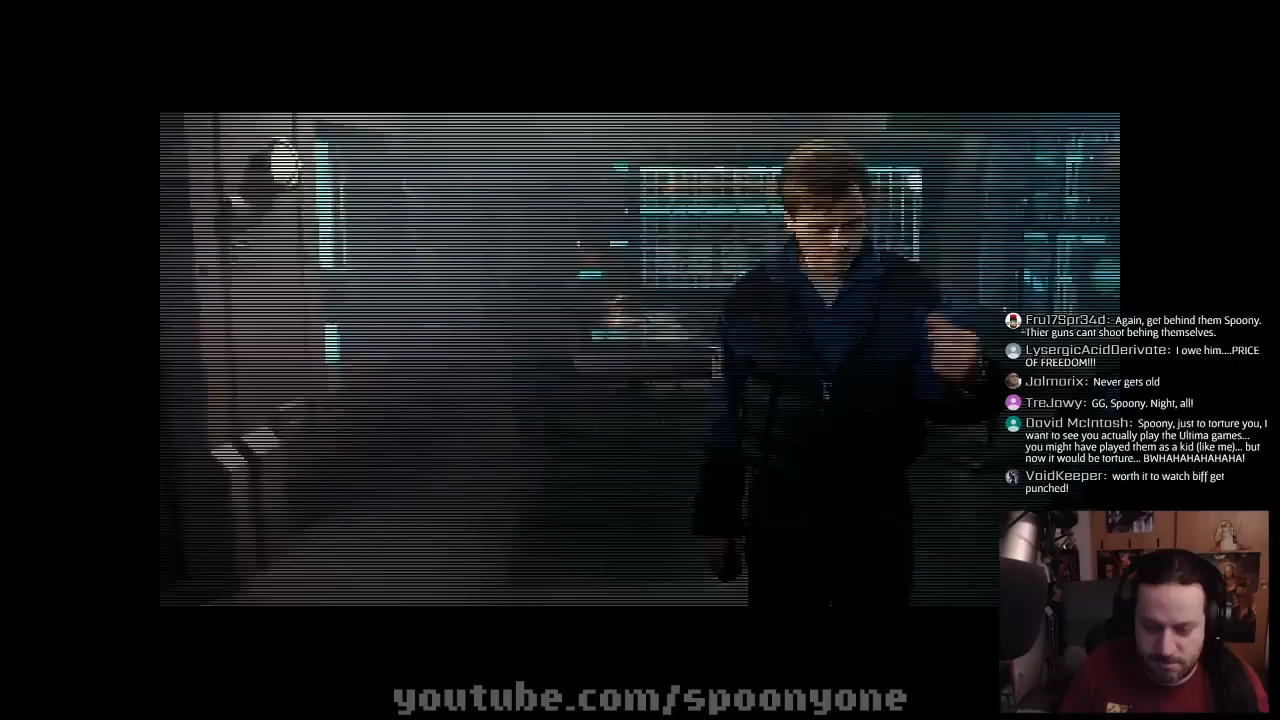 Fru17Spr34d: Again, get behind them Spoony.
Thier guns cant shoot behing themselves.
LysergicAcidDerivate: I owe him....PRICE
OF FREEDOM!!!
Jolmarix: Never gets old
TreJawy: GG, Spoony. Night, all!
David McIntosh: Spoony, just to torture you, I
want to see you actually play the Ultima games...
you might have played them as a kid (like me)... but
now it would be torture... BWHAHAHAHAHAHA!
VoidKeeper: worth it to watch biff get
punched!
youtube.com/spoonyone